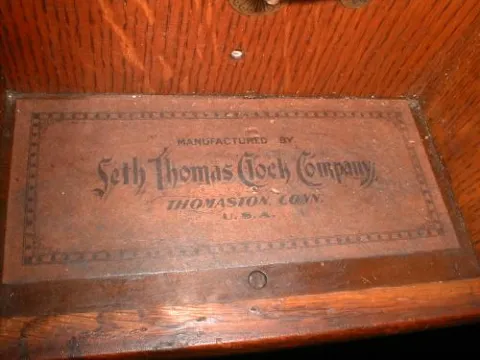 MANUFACTURED BY
Seth Thomas Clock Company,
THOMASTON, CONN.
U.S.A.